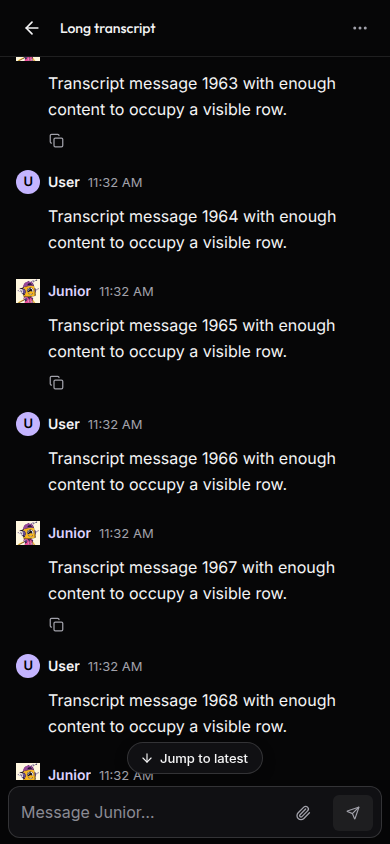 Long transcript
Transcript message 1963 with enough
content to occupy a visible row.
U User 11:32 AM
Transcript message 1964 with enough
content to occupy a visible row.
Junior 11:32 AM
Transcript message 1965 with enough
content to occupy a visible row.
U User 11:32 AM
Transcript message 1966 with enough
content to occupy a visible row.
Junior 11:32 AM
Transcript message 1967 with enough
content to occupy a visible row.
U User 11:32 AM
Transcript message 1968 with enough
content to occupy a visible row.
Jump to latest
Junior 11:32 AM
Message Junior...